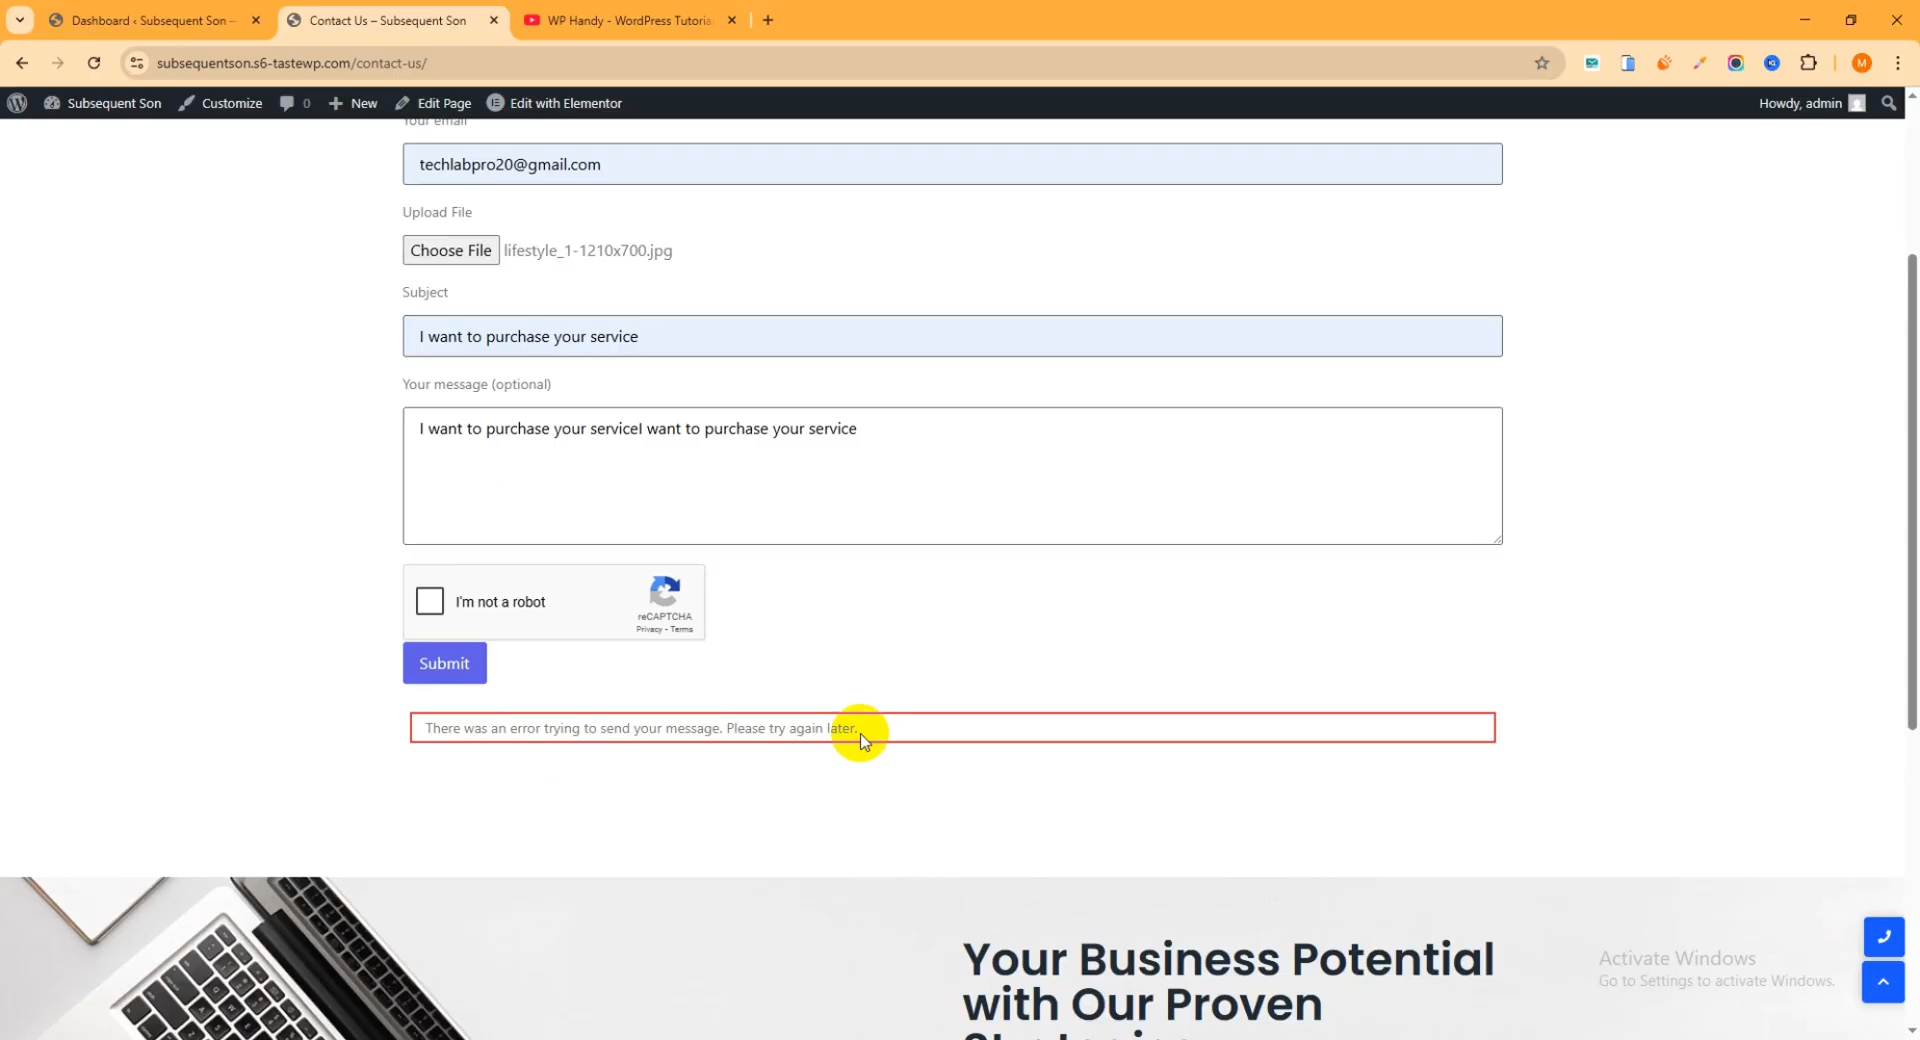 Dashboard ‹ Subsequent Son —
Contact Us – Subsequent Son
WP Handy - WordPress Tutoria
subsequentson.s6-tastewp.com/contact-us/
M
Subsequent Son
Customize
0
New
Edit Page
Edit with Elementor
Howdy, admin
Your email
techlabpro20@gmail.com
Upload File
Choose File lifestyle_1-1210x700.jpg
Subject
I want to purchase your service
Your message (optional)
I want to purchase your serviceI want to purchase your service
I'm not a robot
reCAPTCHA
Privacy - Terms
Submit
There was an error trying to send your message. Please try again later.
Your Business Potential
with Our Proven
Activate Windows
Go to Settings to activate Windows.